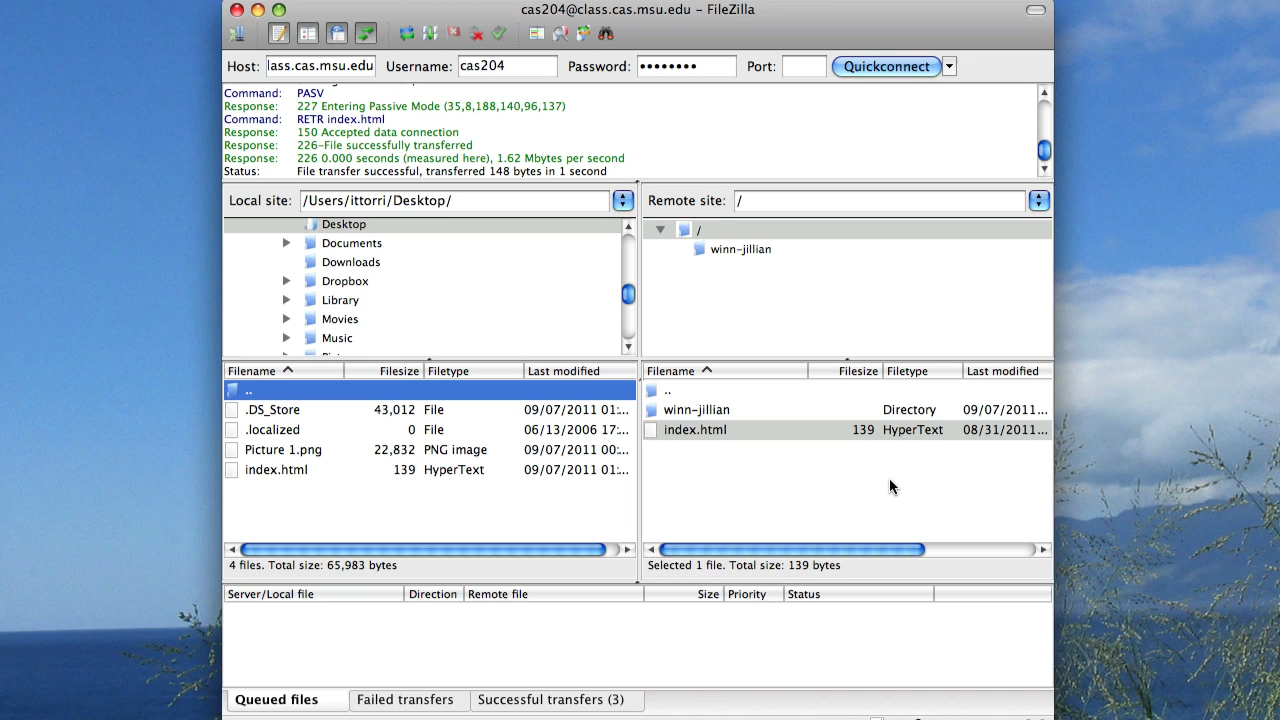 cas204@class.cas.msu.edu – FileZilla
Host: lass.cas.msu.edu Username: cas204 Password: •••••••• Port: Quickconnect
Command: PASV
Response: 227 Entering Passive Mode (35,8,188,140,96,137)
Command: RETR index.html
Response: 150 Accepted data connection
Response: 226-File successfully transferred
Response: 226 0.000 seconds (measured here), 1.62 Mbytes per second
Status: File transfer successful, transferred 148 bytes in 1 second
Local site: /Users/ittorri/Desktop/
Desktop
Documents
Downloads
Dropbox
Library
Movies
Music
Remote site: /
/
winn-jillian
Filename Filesize Filetype Last modified
..
.DS_Store 43,012 File 09/07/2011 01:...
.localized 0 File 06/13/2006 17:...
Picture 1.png 22,832 PNG image 09/07/2011 00:...
index.html 139 HyperText 09/07/2011 01:...
4 files. Total size: 65,983 bytes
Filename Filesize Filetype Last modified
..
winn-jillian Directory 09/07/2011...
index.html 139 HyperText 08/31/2011...
Selected 1 file. Total size: 139 bytes
Server/Local file Direction Remote file Size Priority Status
Queued files Failed transfers Successful transfers (3)